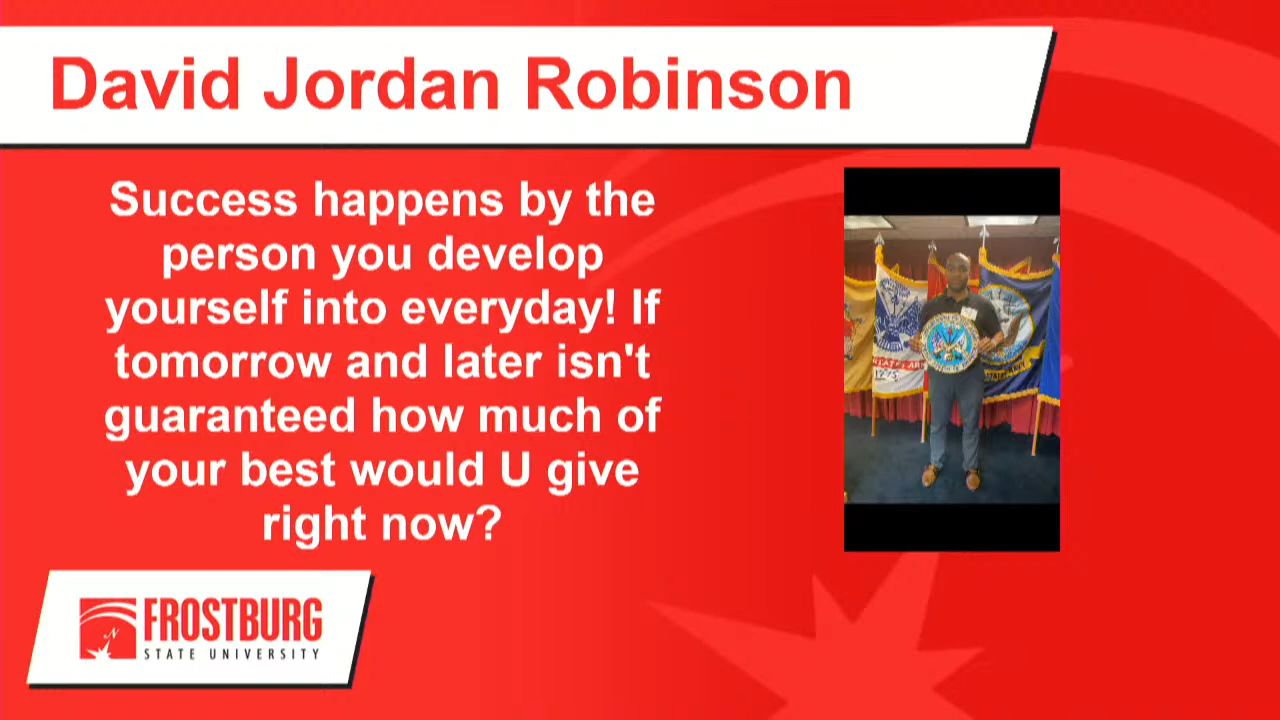 David Jordan Robinson
Success happens by the
person you develop
yourself into everyday! If
tomorrow and later isn't
guaranteed how much of
your best would U give
right now?
FROSTBURG
STATE UNIVERSITY